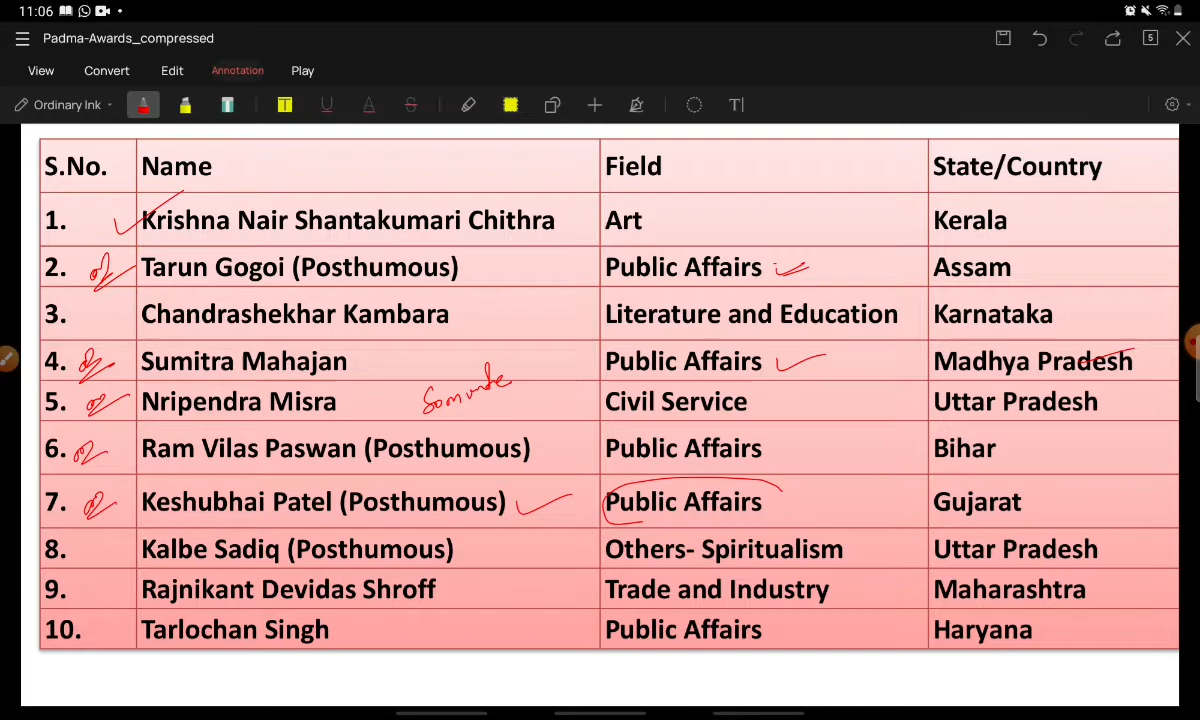 11:06
Padma-Awards_compressed
5
View Convert Edit Annotation Play
Ordinary Ink T U A S T
S.No. Name Field State/Country
1. Krishna Nair Shantakumari Chithra Art Kerala
2. Tarun Gogoi (Posthumous) Public Affairs Assam
3. Chandrashekhar Kambara Literature and Education Karnataka
4. Sumitra Mahajan Public Affairs Madhya Pradesh
5. Nripendra Misra Civil Service Uttar Pradesh
6. Ram Vilas Paswan (Posthumous) Public Affairs Bihar
7. Keshubhai Patel (Posthumous) Public Affairs Gujarat
8. Kalbe Sadiq (Posthumous) Others- Spiritualism Uttar Pradesh
9. Rajnikant Devidas Shroff Trade and Industry Maharashtra
10. Tarlochan Singh Public Affairs Haryana